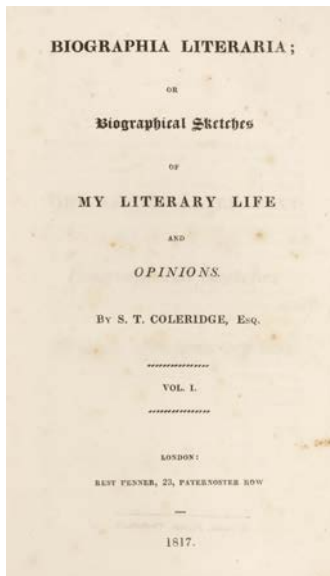 BIOGRAPHIA LITERARIA;
OR
Biographical Sketches
OF
MY LITERARY LIFE
AND
OPINIONS.
BY S. T. COLERIDGE, ESQ.
VOL. I.
LONDON:
REST FENNER, 23, PATERNOSTER ROW
1817.